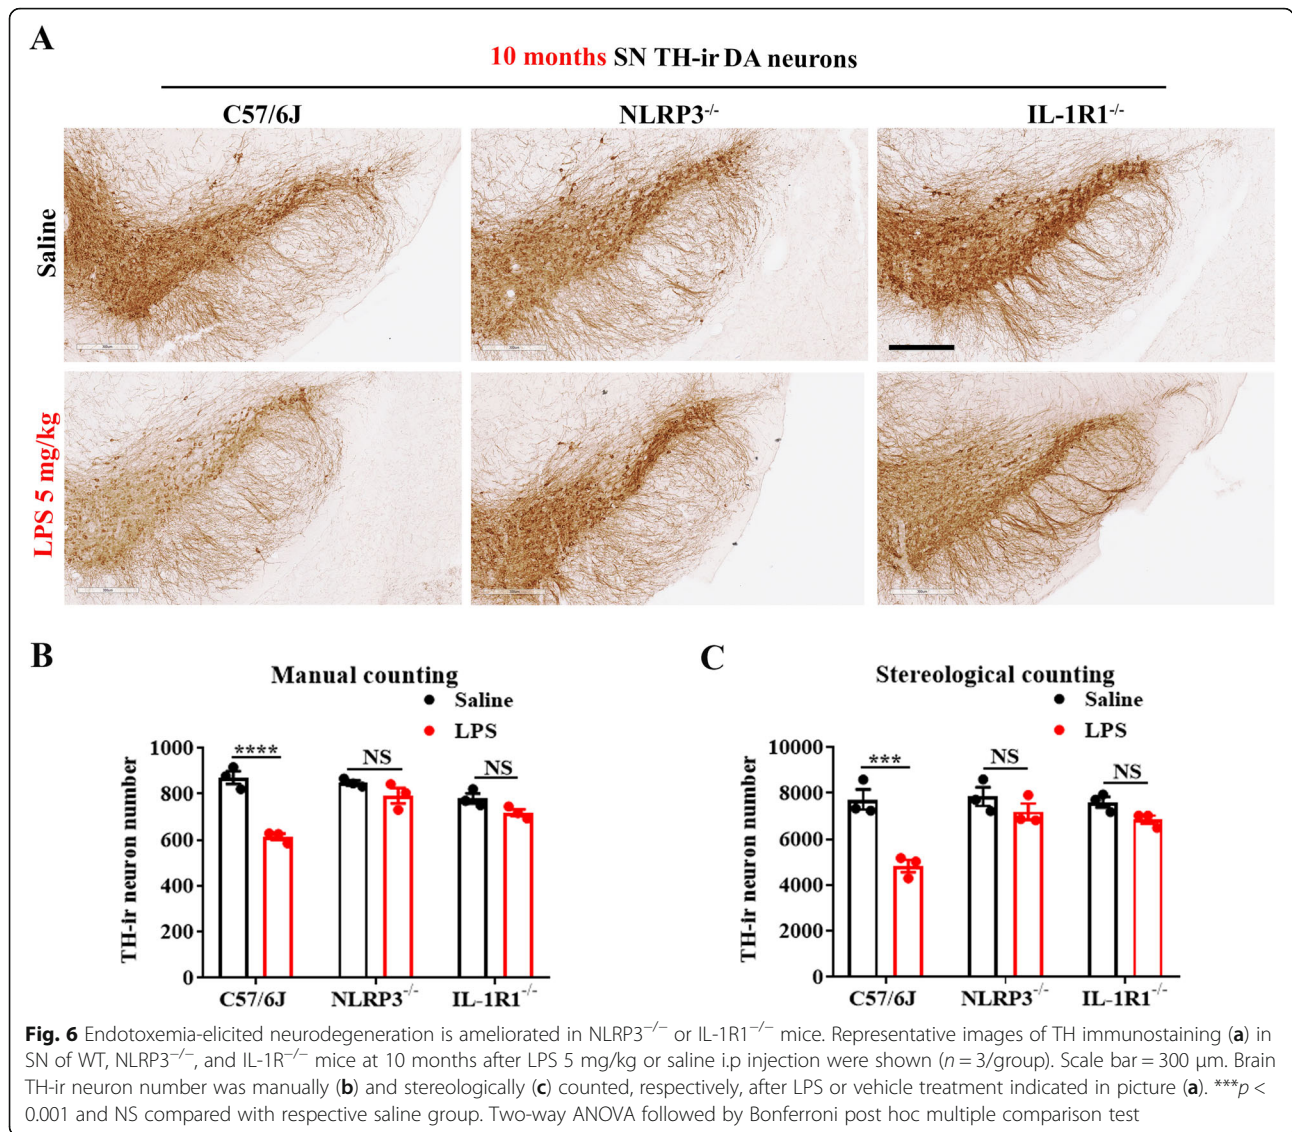 A
10 months SN TH-ir DA neurons
C57/6J NLRP3-/- IL-1R1-/-
Saline
LPS 5 mg/kg
B
Manual counting
Saline
LPS
TH-ir neuron number
1000
800
600
400
200
0
**** NS NS
C57/6J NLRP3-/- IL-1R1-/-
C
Stereological counting
Saline
LPS
TH-ir neuron number
10000
8000
6000
4000
2000
0
*** NS NS
C57/6J NLRP3-/- IL-1R1-/-
Fig. 6 Endotoxemia-elicited neurodegeneration is ameliorated in NLRP3−/− or IL-1R1−/− mice. Representative images of TH immunostaining (a) in
SN of WT, NLRP3−/−, and IL-1R−/− mice at 10 months after LPS 5 mg/kg or saline i.p injection were shown (n = 3/group). Scale bar = 300 μm. Brain
TH-ir neuron number was manually (b) and stereologically (c) counted, respectively, after LPS or vehicle treatment indicated in picture (a). ***p <
0.001 and NS compared with respective saline group. Two-way ANOVA followed by Bonferroni post hoc multiple comparison test